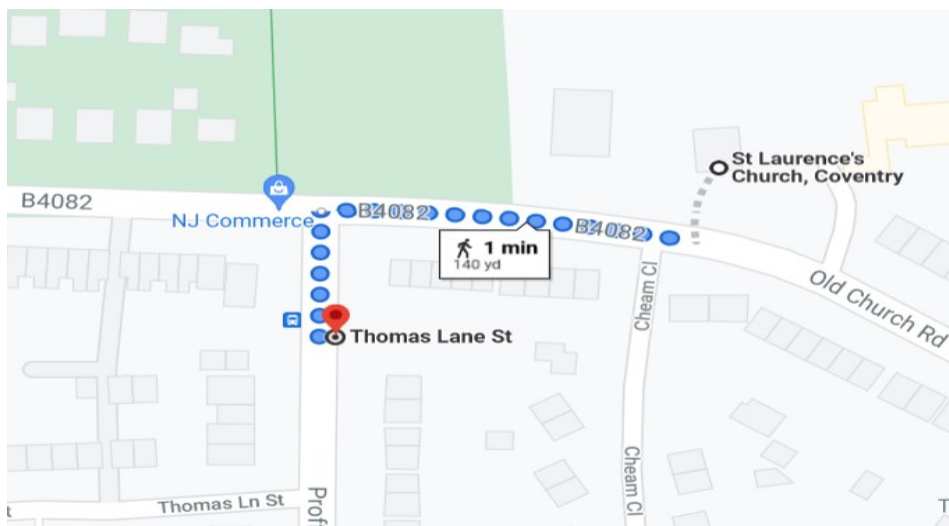 B4082
NJ Commerce
B4082
B4082
1 min
140 yd
St Laurence's
Church, Coventry
Old Church Rd
Cheam Cl
Thomas Lane St
Cheam Cl
Thomas Ln St
Prof